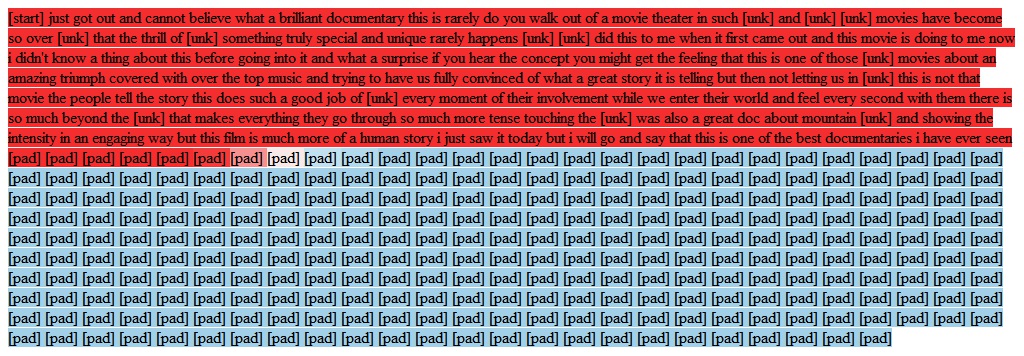 [start] just got out and cannot believe what a brilliant documentary this is rarely do you walk out of a movie theater in such [unk] and [unk] [unk] movies have become
so over [unk] that the thrill of [unk] something truly special and unique rarely happens [unk] [unk] did this to me when it first came out and this movie is doing to me now
i didn't know a thing about this before going into it and what a surprise if you hear the concept you might get the feeling that this is one of those [unk] movies about an
amazing triumph covered with over the top music and trying to have us fully convinced of what a great story it is telling but then not letting us in [unk] this is not that
movie the people tell the story this does such a good job of [unk] every moment of their involvement while we enter their world and feel every second with them there is
so much beyond the [unk] that makes everything they go through so much more tense touching the [unk] was also a great doc about mountain [unk] and showing the
intensity in an engaging way but this film is much more of a human story i just saw it today but i will go and say that this is one of the best documentaries i have ever seen
[pad] [pad] [pad] [pad] [pad] [pad] [pad] [pad] [pad] [pad] [pad] [pad] [pad] [pad] [pad] [pad] [pad] [pad] [pad] [pad] [pad] [pad] [pad] [pad] [pad] [pad] [pad]
[pad] [pad] [pad] [pad] [pad] [pad] [pad] [pad] [pad] [pad] [pad] [pad] [pad] [pad] [pad] [pad] [pad] [pad] [pad] [pad] [pad] [pad] [pad] [pad] [pad] [pad] [pad]
[pad] [pad] [pad] [pad] [pad] [pad] [pad] [pad] [pad] [pad] [pad] [pad] [pad] [pad] [pad] [pad] [pad] [pad] [pad] [pad] [pad] [pad] [pad] [pad] [pad] [pad] [pad]
[pad] [pad] [pad] [pad] [pad] [pad] [pad] [pad] [pad] [pad] [pad] [pad] [pad] [pad] [pad] [pad] [pad] [pad] [pad] [pad] [pad] [pad] [pad] [pad] [pad] [pad] [pad]
[pad] [pad] [pad] [pad] [pad] [pad] [pad] [pad] [pad] [pad] [pad] [pad] [pad] [pad] [pad] [pad] [pad] [pad] [pad] [pad] [pad] [pad] [pad] [pad] [pad] [pad] [pad]
[pad] [pad] [pad] [pad] [pad] [pad] [pad] [pad] [pad] [pad] [pad] [pad] [pad] [pad] [pad] [pad] [pad] [pad] [pad] [pad] [pad] [pad] [pad] [pad] [pad] [pad] [pad]
[pad] [pad] [pad] [pad] [pad] [pad] [pad] [pad] [pad] [pad] [pad] [pad] [pad] [pad] [pad] [pad] [pad] [pad] [pad] [pad] [pad] [pad] [pad] [pad] [pad] [pad] [pad]
[pad] [pad] [pad] [pad] [pad] [pad] [pad] [pad] [pad] [pad] [pad] [pad] [pad] [pad] [pad] [pad] [pad] [pad] [pad] [pad] [pad] [pad] [pad] [pad] [pad] [pad] [pad]
[pad] [pad] [pad] [pad] [pad] [pad] [pad] [pad] [pad] [pad] [pad] [pad] [pad] [pad] [pad] [pad] [pad] [pad] [pad] [pad] [pad] [pad] [pad] [pad] [pad] [pad] [pad]
[pad] [pad] [pad] [pad] [pad] [pad] [pad] [pad] [pad] [pad] [pad] [pad] [pad] [pad] [pad] [pad] [pad] [pad] [pad] [pad] [pad] [pad] [pad] [pad]